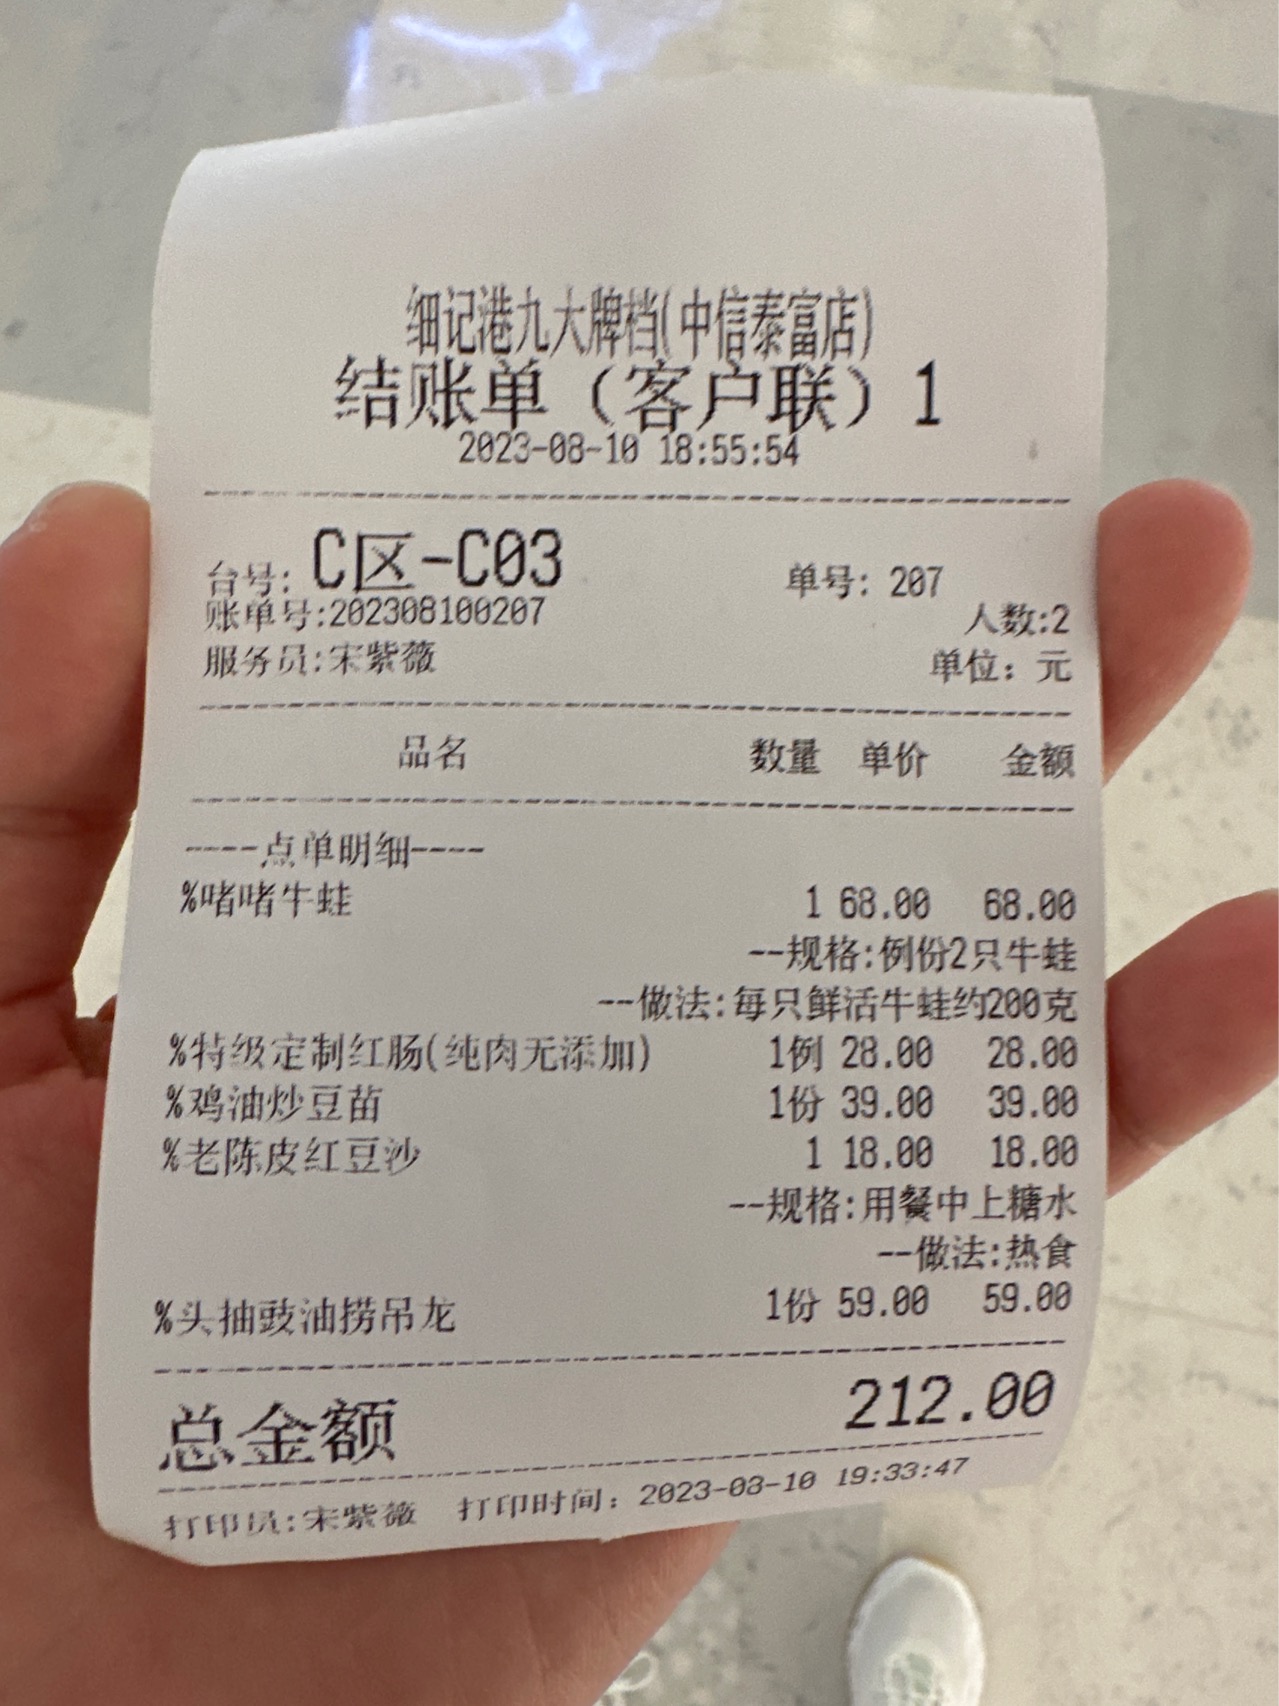 细记港九大牌档(中信泰富店)
结账单（客户联）1
2023-08-10 18:55:54
台号: C区-C03 单号: 207
账单号:202308100207 人数:2
服务员:宋紫薇 单位: 元
品名 数量 单价 金额
----点单明细----
%啫啫牛蛙 1 68.00 68.00
--规格:例份2只牛蛙
--做法:每只鲜活牛蛙约200克
%特级定制红肠(纯肉无添加) 1例 28.00 28.00
%鸡油炒豆苗 1份 39.00 39.00
%老陈皮红豆沙 1 18.00 18.00
--规格:用餐中上糖水
--做法:热食
%头抽豉油捞吊龙 1份 59.00 59.00
总金额 212.00
打印员:宋紫薇 打印时间: 2023-08-10 19:33:47